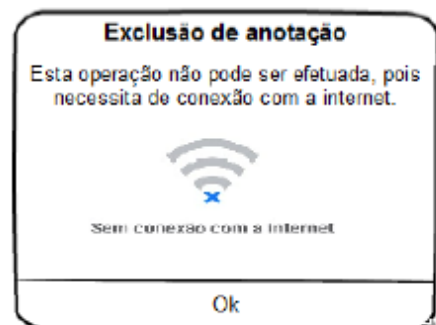 Exclusão de anotação
Esta operação não pode ser efetuada, pois
necessita de conexão com a internet.
Sem conexão com a Internet
Ok